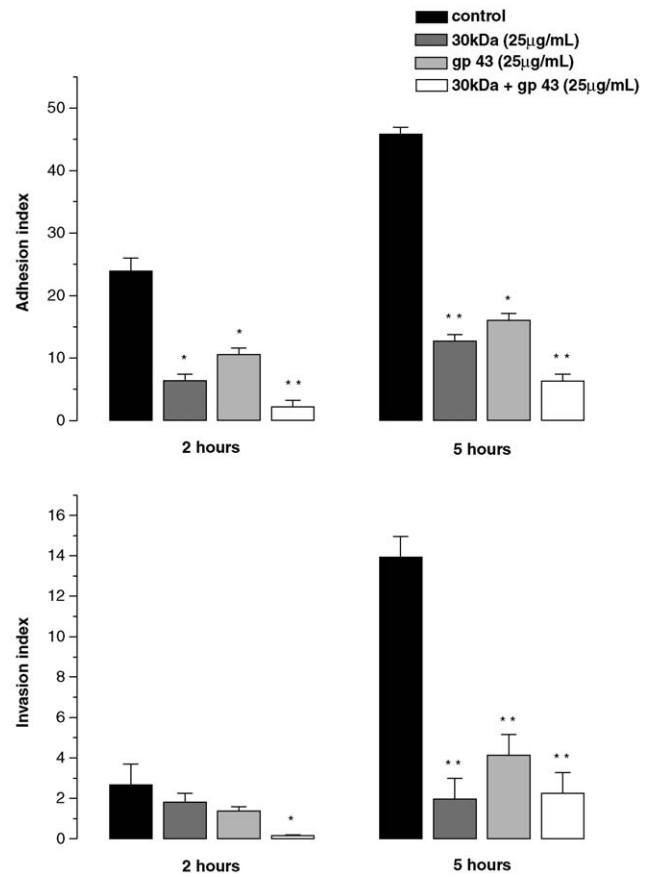 control
30kDa (25µg/mL)
gp 43 (25µg/mL)
30kDa + gp 43 (25µg/mL)
Adhesion index
50
40
30
20
10
0
*
*
* *
* *
*
* *
2 hours
5 hours
Invasion index
16
14
12
10
8
6
4
2
0
*
* *
* *
* *
2 hours
5 hours